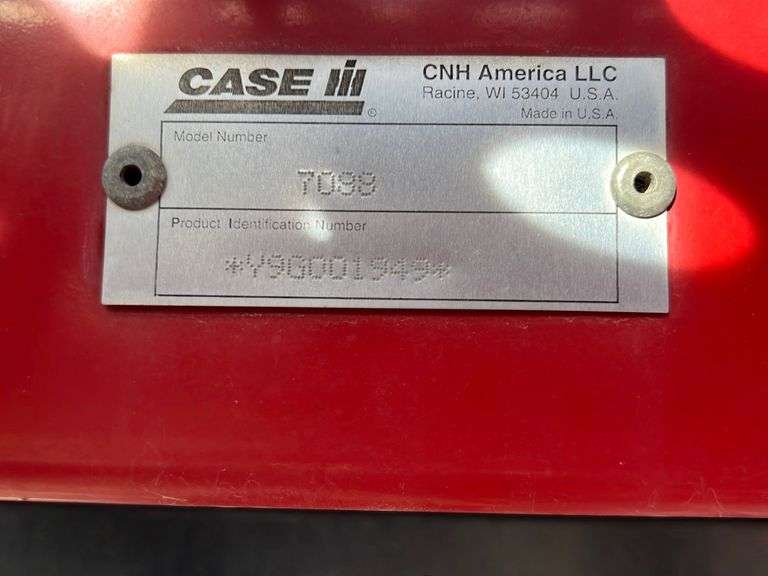 CASE IH ®
CNH America LLC
Racine, WI 53404 U.S.A.
Made in U.S.A.
Model Number
7088
Product Identification Number
*Y9G001949*